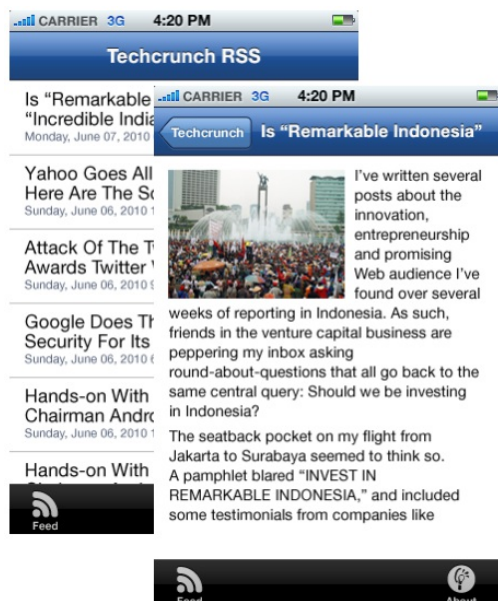 CARRIER 3G 4:20 PM
Techcrunch RSS
Is “Remarkable
“Incredible India
Monday, June 07, 2010
Yahoo Goes All
Here Are The
Sunday, June 06, 2010 1
Attack Of The
Awards Twitter
Sunday, June 06, 2010 9
Google Does
Security For Its
Sunday, June 06, 2010 6
Hands-on With
Chairman Andro
Sunday, June 06, 2010 1
Hands-on With
Feed
CARRIER 3G 4:20 PM
Techcrunch Is “Remarkable Indonesia”
I’ve written several
posts about the
innovation,
entrepreneurship
and promising
Web audience I’ve
found over several
weeks of reporting in Indonesia. As such,
friends in the venture capital business are
peppering my inbox asking
round-about-questions that all go back to the
same central query: Should we be investing
in Indonesia?
The seatback pocket on my flight from
Jakarta to Surabaya seemed to think so.
A pamphlet blared “INVEST IN
REMARKABLE INDONESIA,” and included
some testimonials from companies like
Feed About